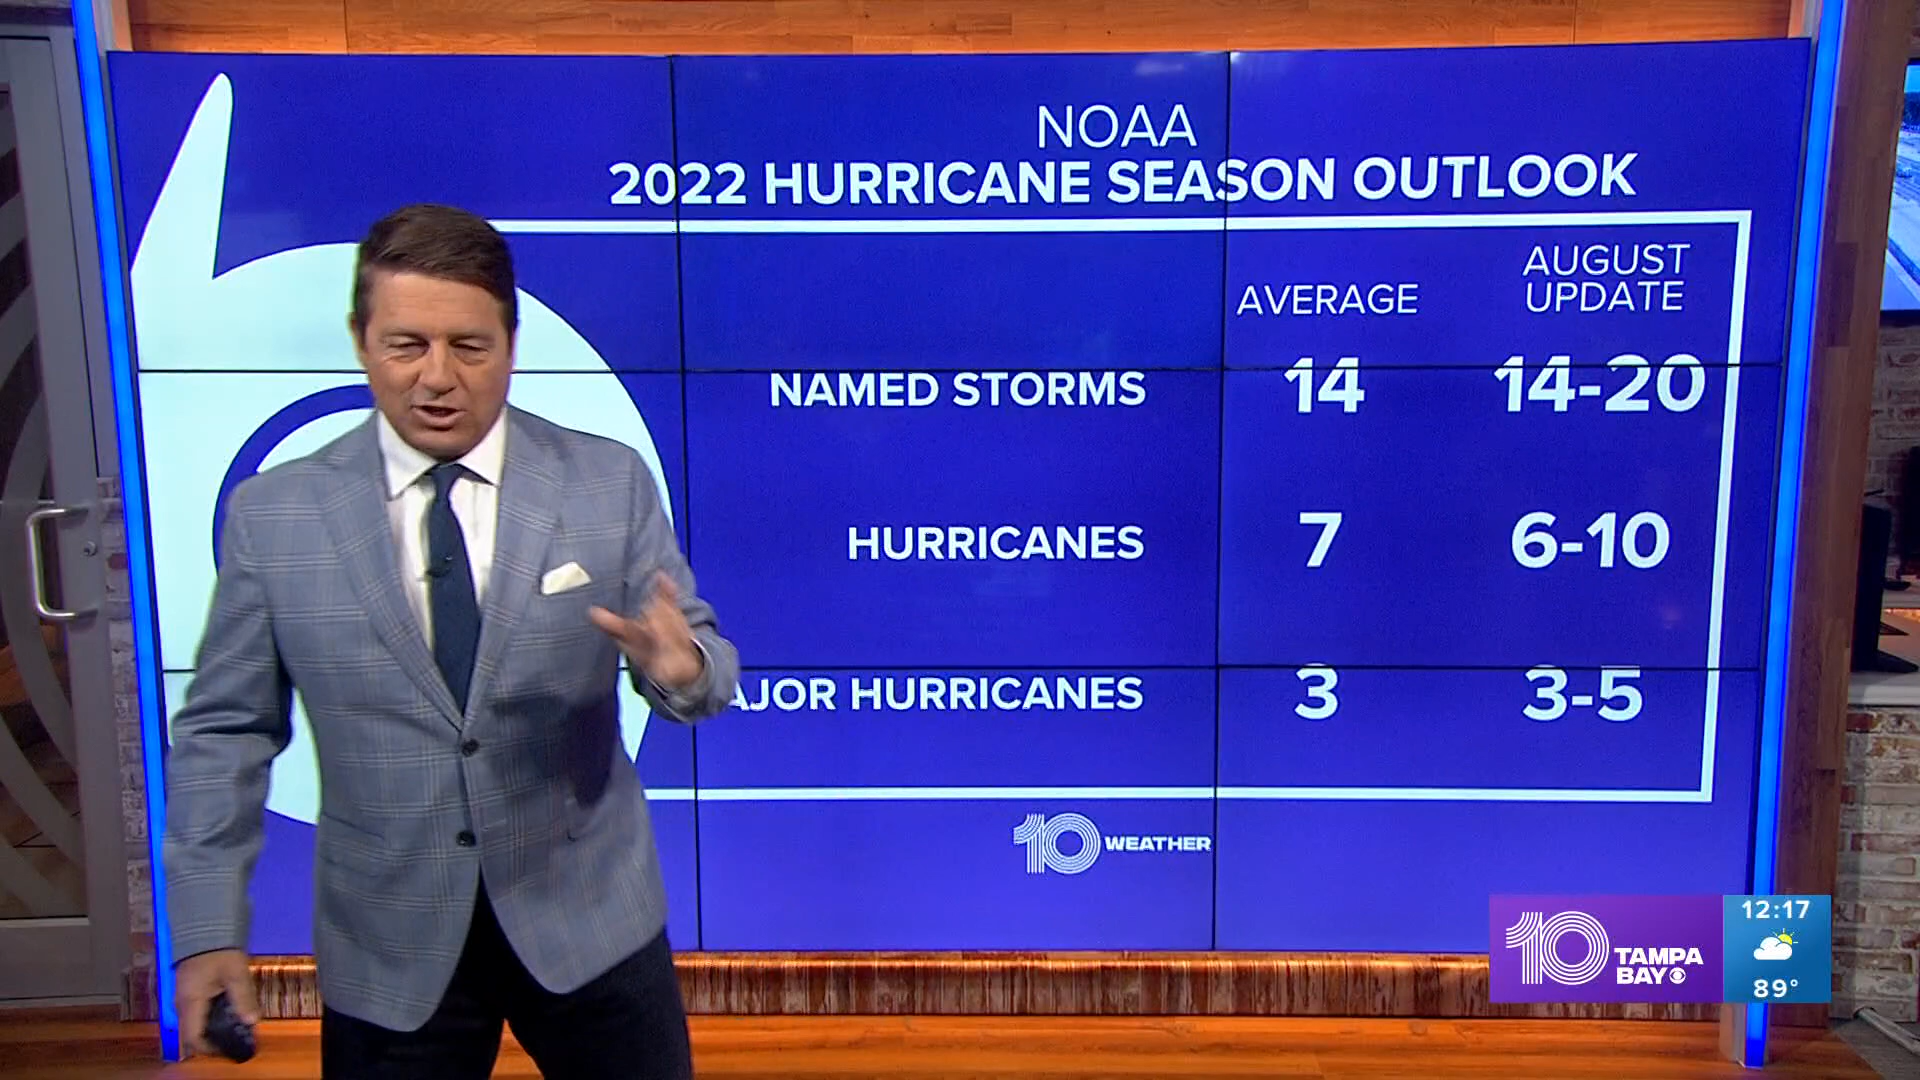 NOAA
2022 HURRICANE SEASON OUTLOOK
AVERAGE
AUGUST
UPDATE
NAMED STORMS 14 14-20
HURRICANES 7 6-10
AJOR HURRICANES 3 3-5
10 WEATHER
10 TAMPA
BAY
12:17
89°